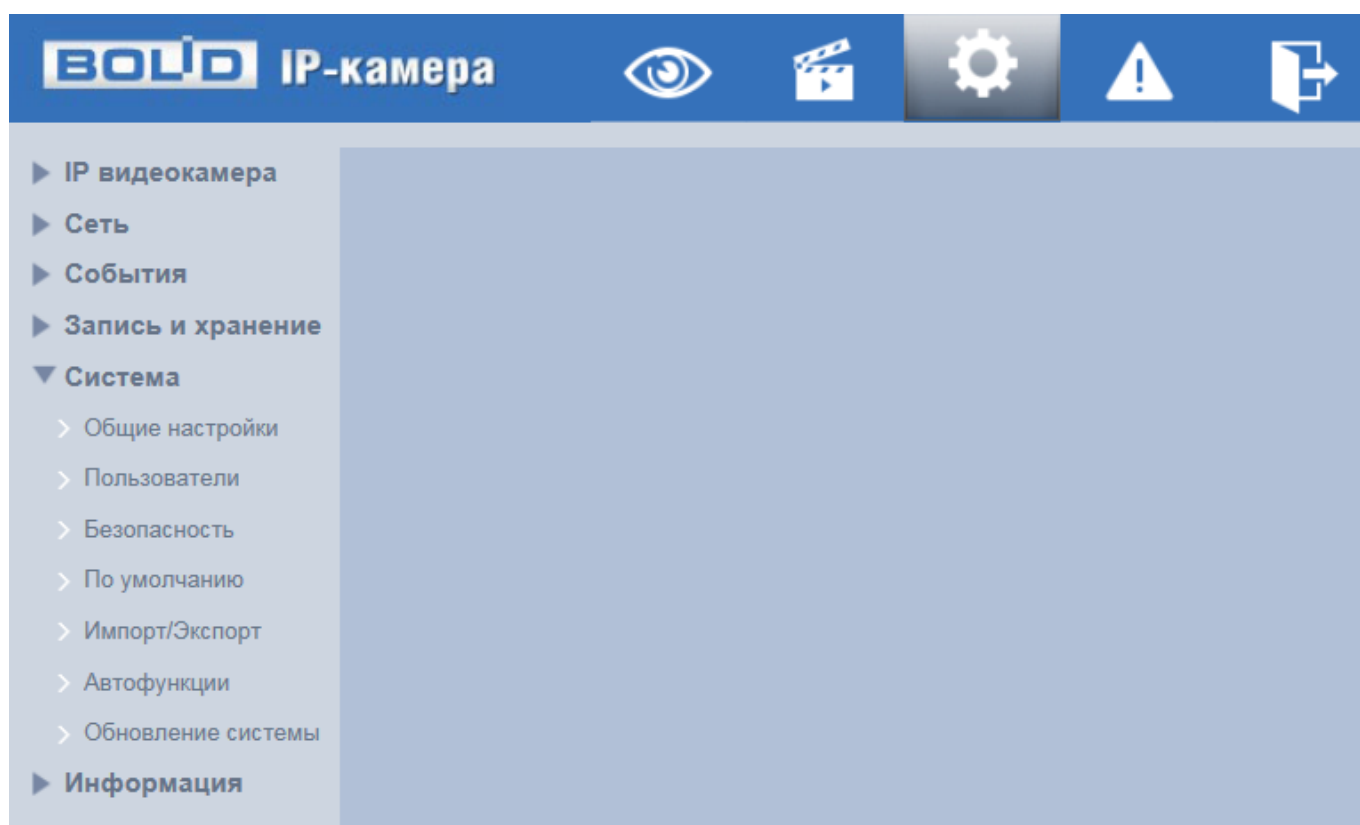 BOLID IP-камера
IP видеокамера
Сеть
События
Запись и хранение
Система
Общие настройки
Пользователи
Безопасность
По умолчанию
Импорт/Экспорт
Автофункции
Обновление системы
Информация